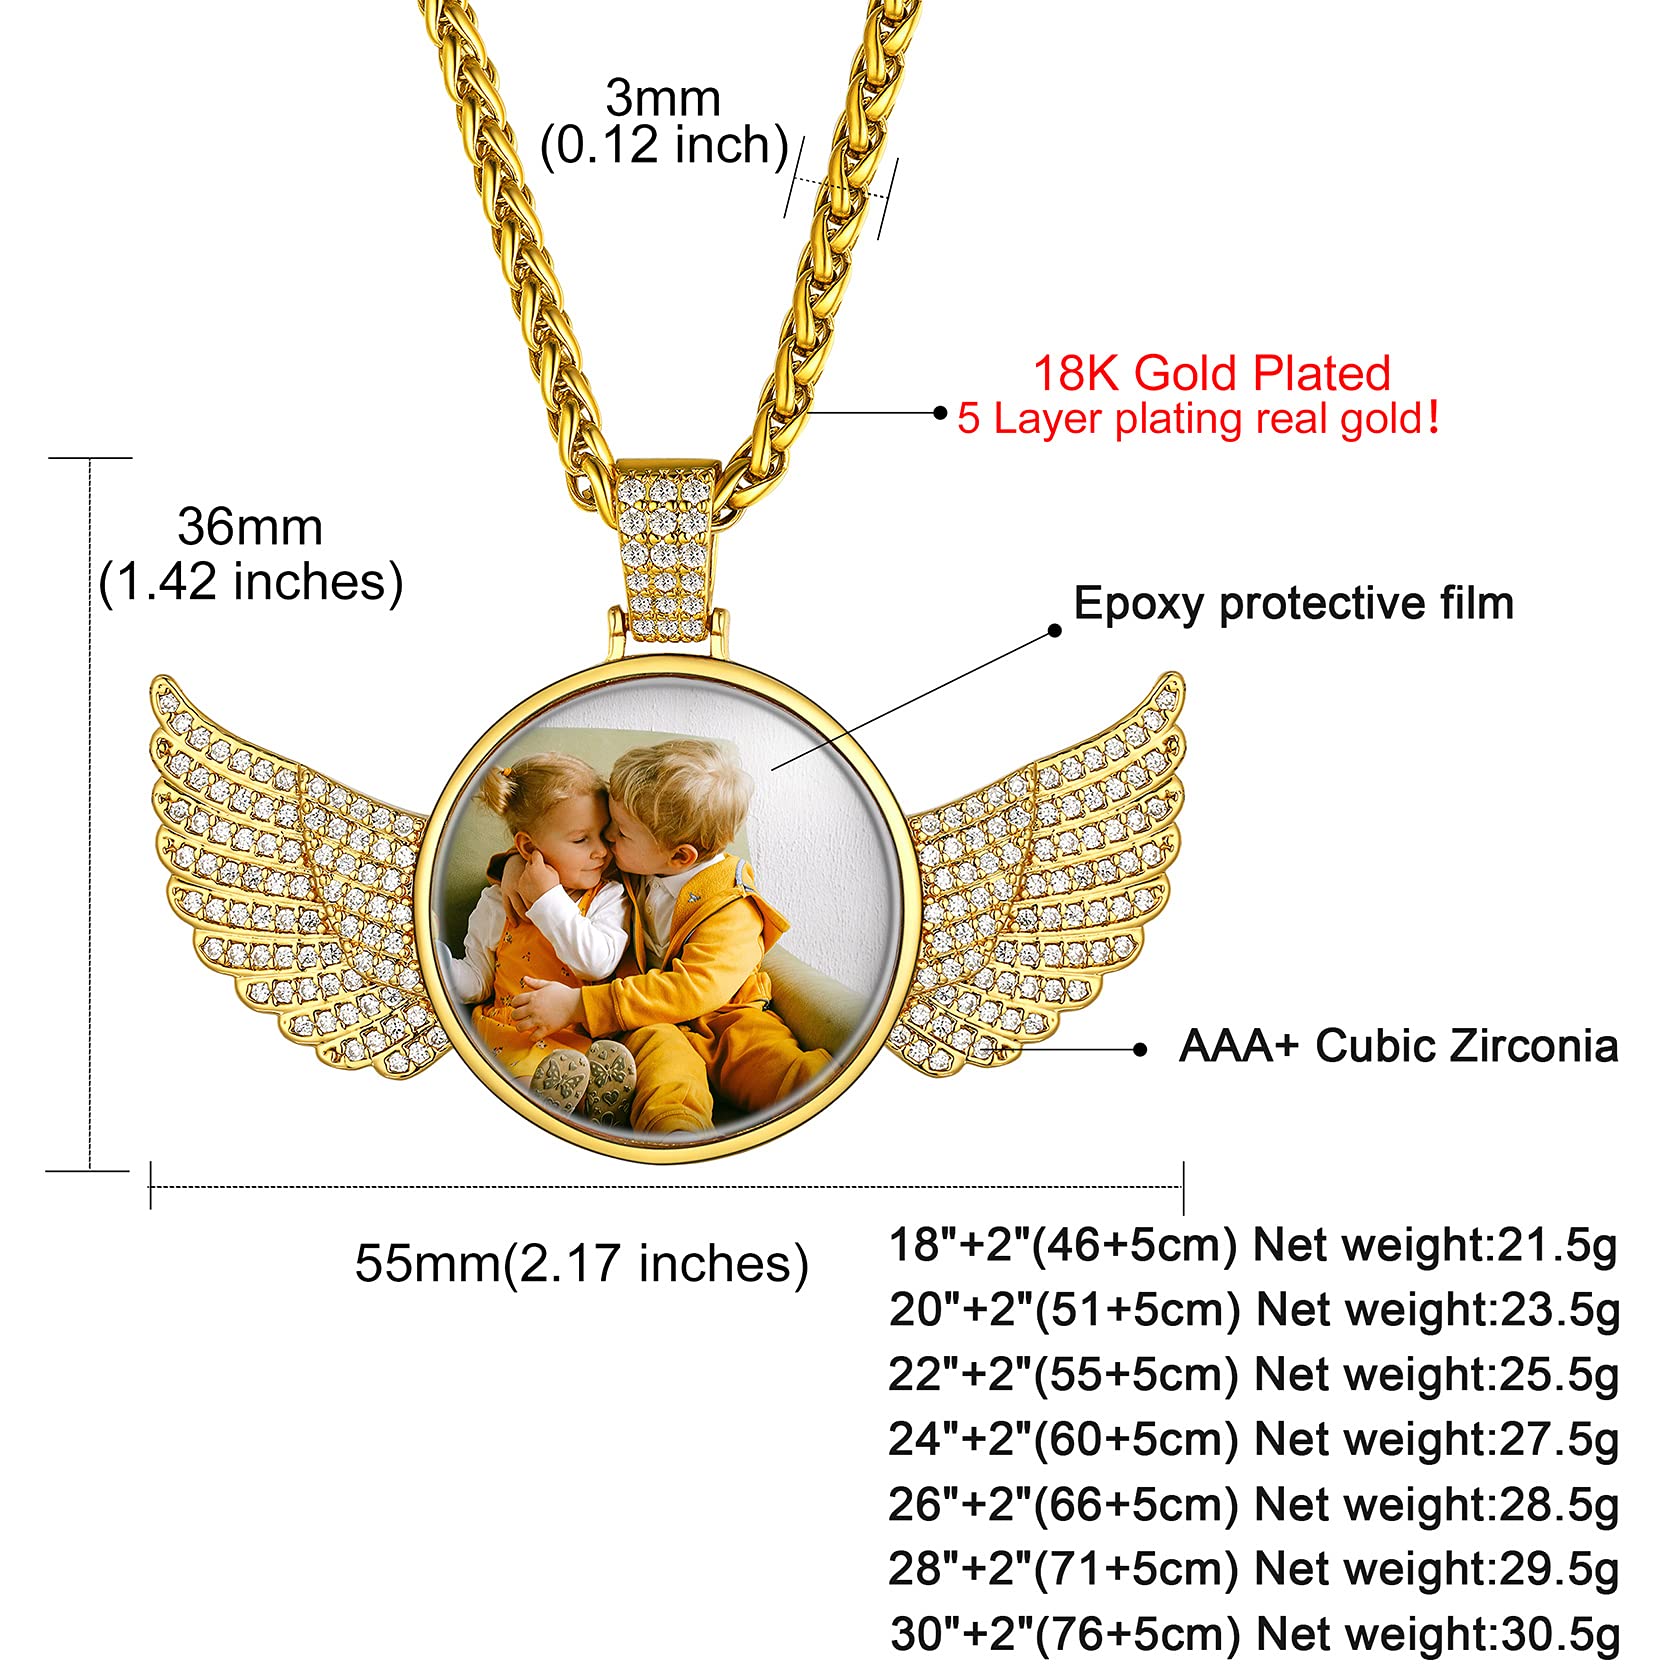 3mm
(0.12 inch)
18K Gold Plated
5 Layer plating real gold!
36mm
(1.42 inches)
Epoxy protective film
AAA+ Cubic Zirconia
55mm(2.17 inches)
18"+2"(46+5cm) Net weight:21.5g
20"+2"(51+5cm) Net weight:23.5g
22"+2"(55+5cm) Net weight:25.5g
24"+2"(60+5cm) Net weight:27.5g
26"+2"(66+5cm) Net weight:28.5g
28"+2"(71+5cm) Net weight:29.5g
30"+2"(76+5cm) Net weight:30.5g